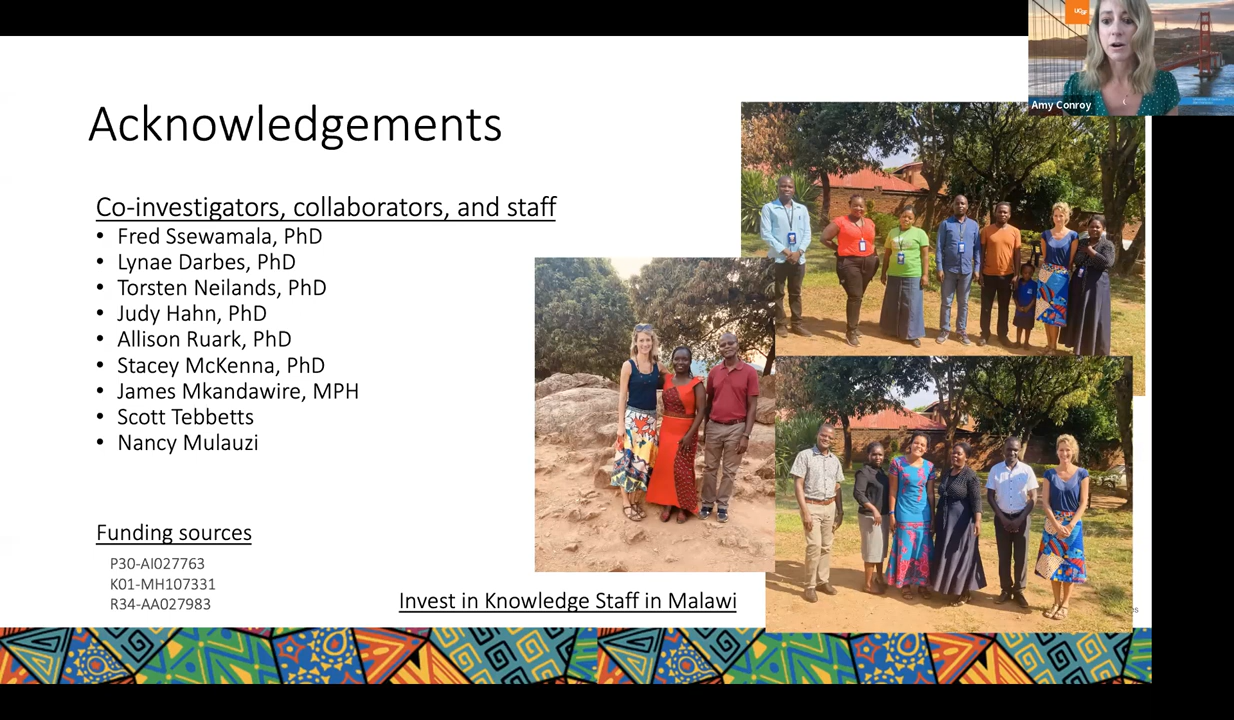 UCSF
Amy Conroy
Acknowledgements
Co-investigators, collaborators, and staff
• Fred Ssewamala, PhD
• Lynae Darbes, PhD
• Torsten Neilands, PhD
• Judy Hahn, PhD
• Allison Ruark, PhD
• Stacey McKenna, PhD
• James Mkandawire, MPH
• Scott Tebbetts
• Nancy Mulauzi
Funding sources
P30-AI027763
K01-MH107331
R34-AA027983
Invest in Knowledge Staff in Malawi
es